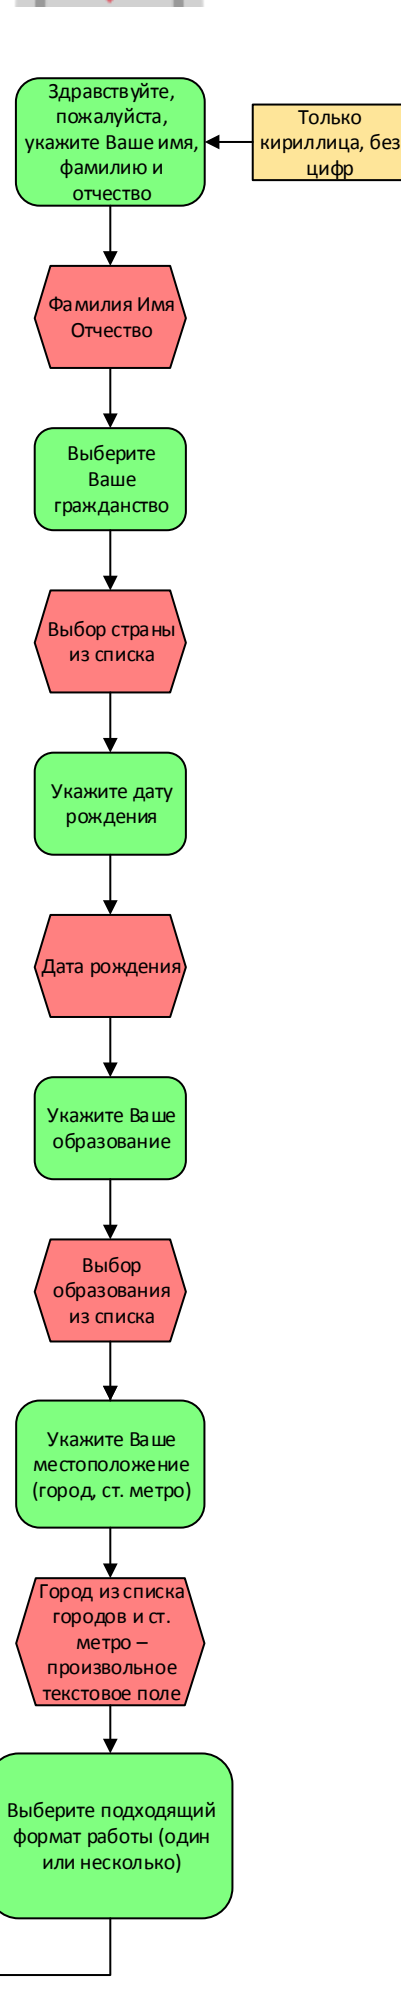 Здравствуйте,
пожалуйста,
укажите Ваше имя,
фамилию и
отчество
Только
кириллица, без
цифр
Фамилия Имя
Отчество
Выберите
Ваше
гражданство
Выбор страны
из списка
Укажите дату
рождения
Дата рождения
Укажите Ваше
образование
Выбор
образования
из списка
Укажите Ваше
местоположение
(город, ст. метро)
Город из списка
городов и ст.
метро –
произвольное
текстовое поле
Выберите подходящий
формат работы (один
или несколько)